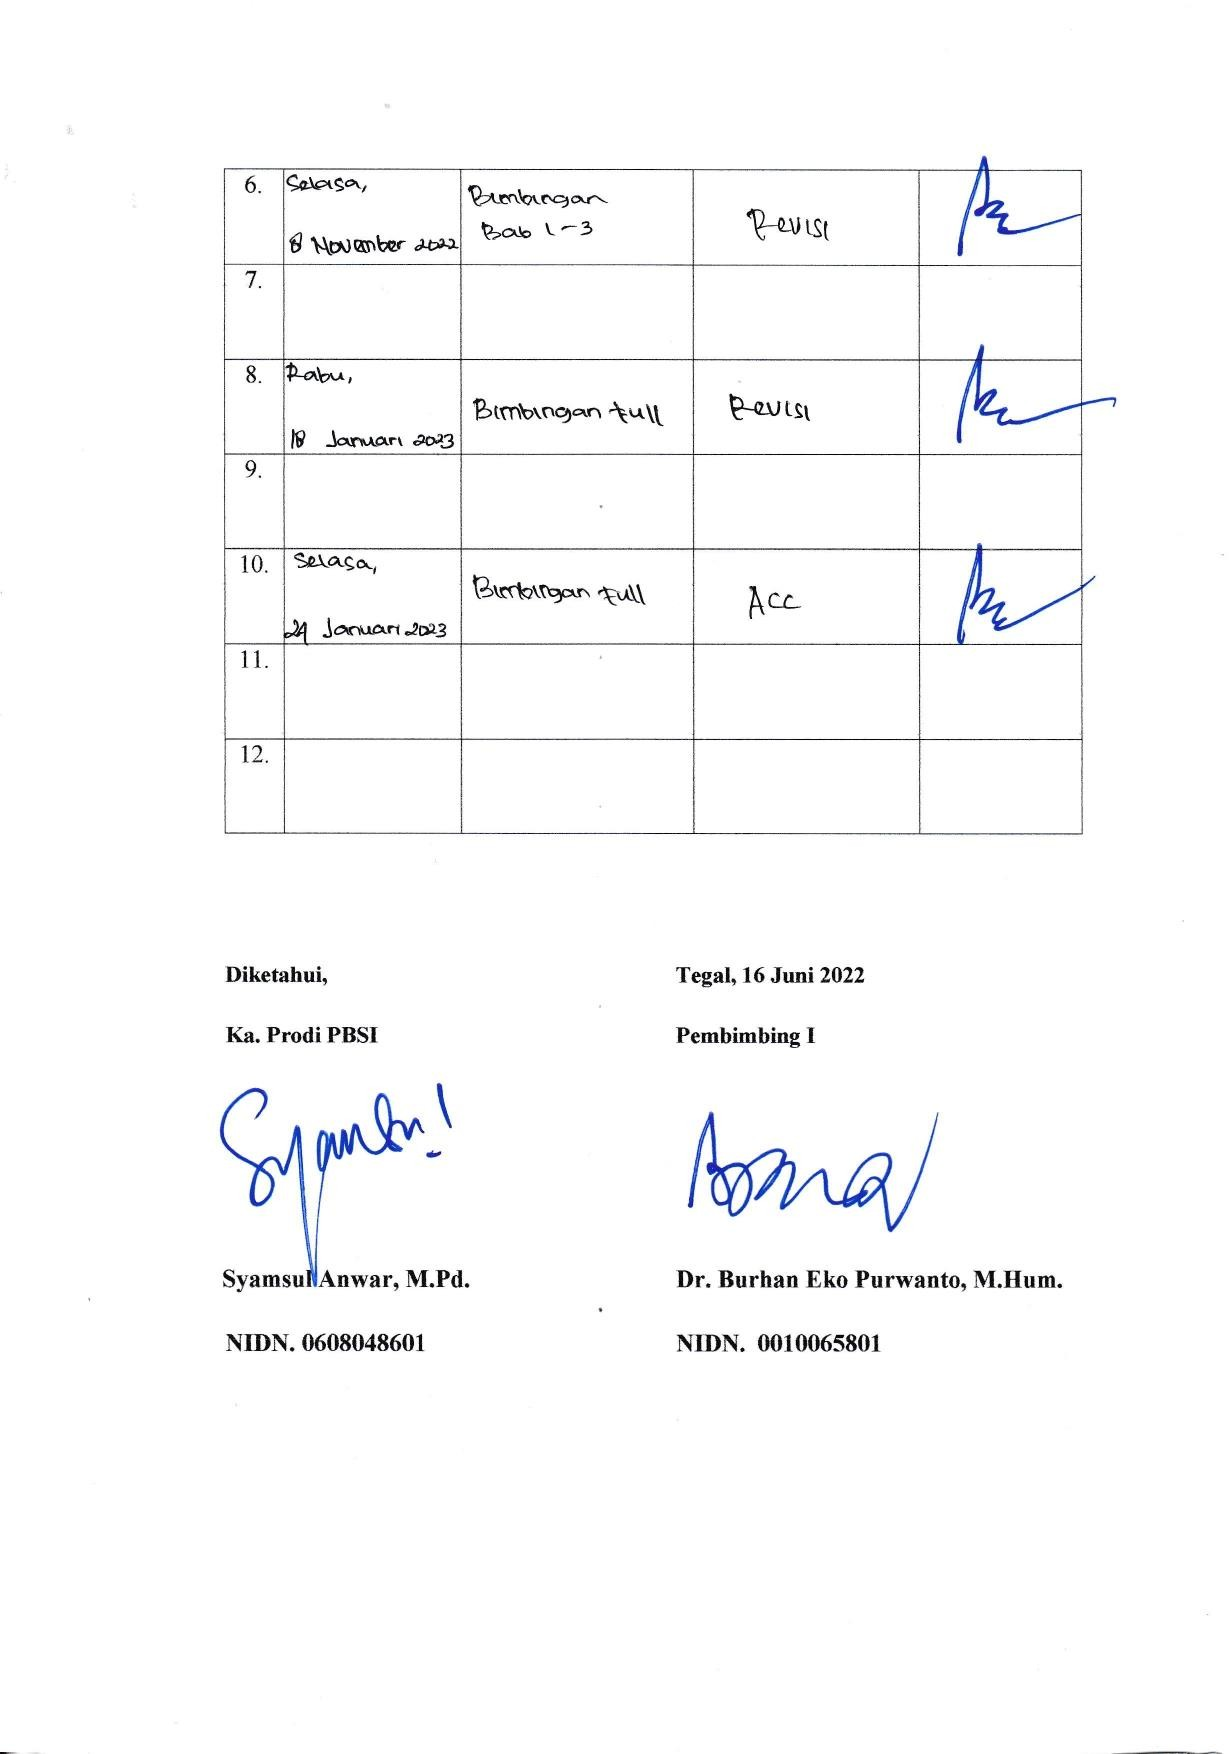 6. Selasa,
8 November 2022
Bimbingan
Bab 1-3
Revisi
7.
8. Rabu,
18 Januari 2023
Bimbingan full
Revisi
9.
10. Selasa,
24 Januari 2023
Bimbingan full
ACC
11.
12.
Diketahui,
Tegal, 16 Juni 2022
Ka. Prodi PBSI
Pembimbing I
Syamsul Anwar, M.Pd.
Dr. Burhan Eko Purwanto, M.Hum.
NIDN. 0608048601
NIDN. 0010065801